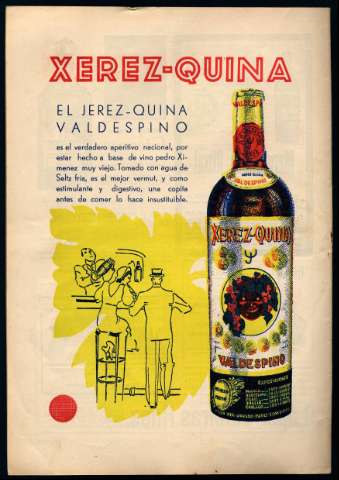 XEREZ-QUINA
EL JEREZ-QUINA
VALDESPINO
es el verdadero aperitivo nacional, por
estar hecho a base de vino pedro Xi-
menez muy viejo. Tomado con agua de
Seltz fria, es el mejor vermut, y como
estimulante y digestivo, una copita
antes de comer lo hace insustituible.
VALDESPINO
XEREZ-QUINA
Y
VALDESPINO